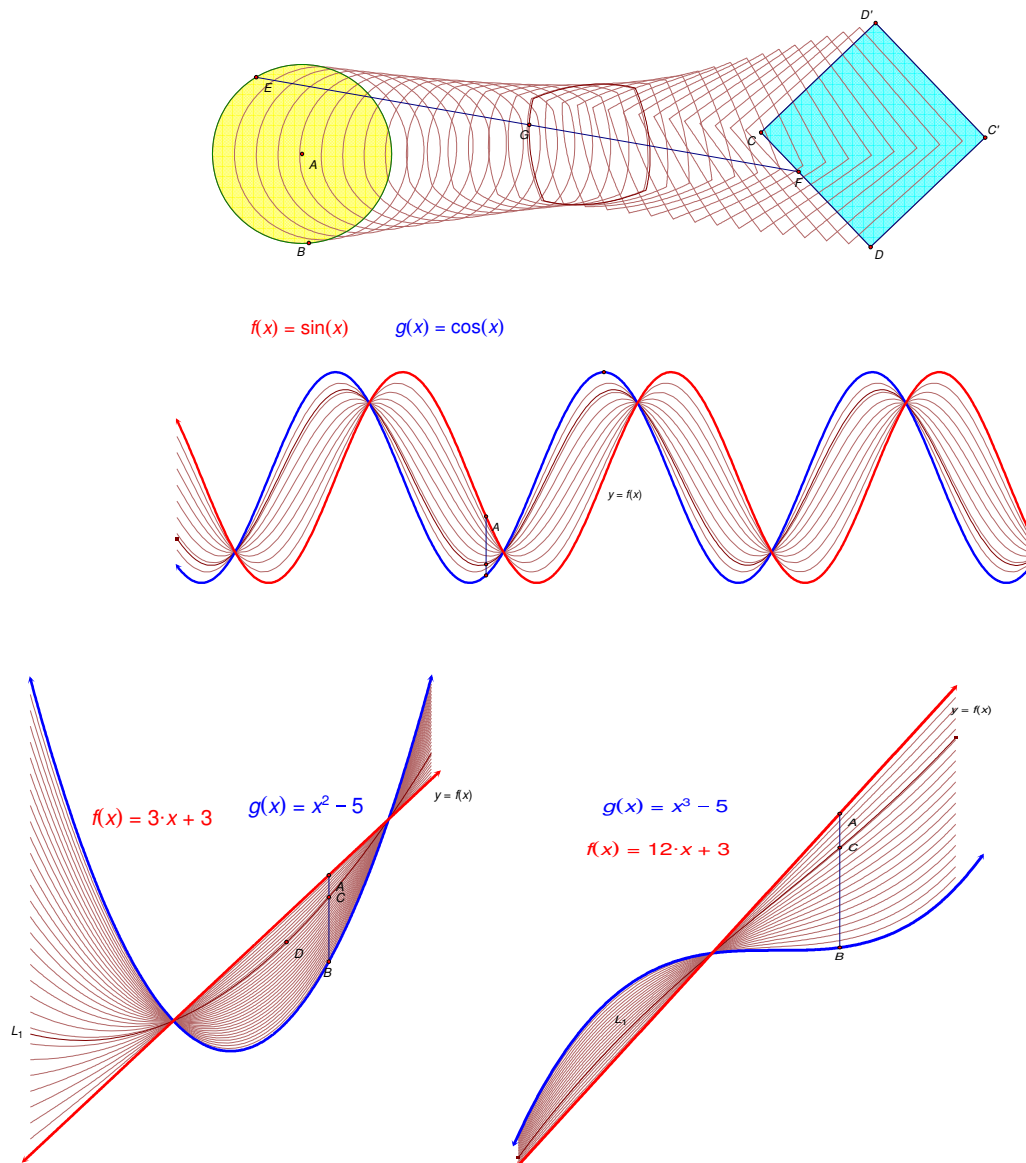 D'
E
C'
G
C
A
F
B
D
f(x) = sin(x) g(x) = cos(x)
y = f(x)
A
y = f(x)
y = f(x)
g(x) = x² – 5
g(x) = x³ – 5
f(x) = 3·x + 3
A
f(x) = 12·x + 3
C
A
C
D
B
B
L₁
L₁